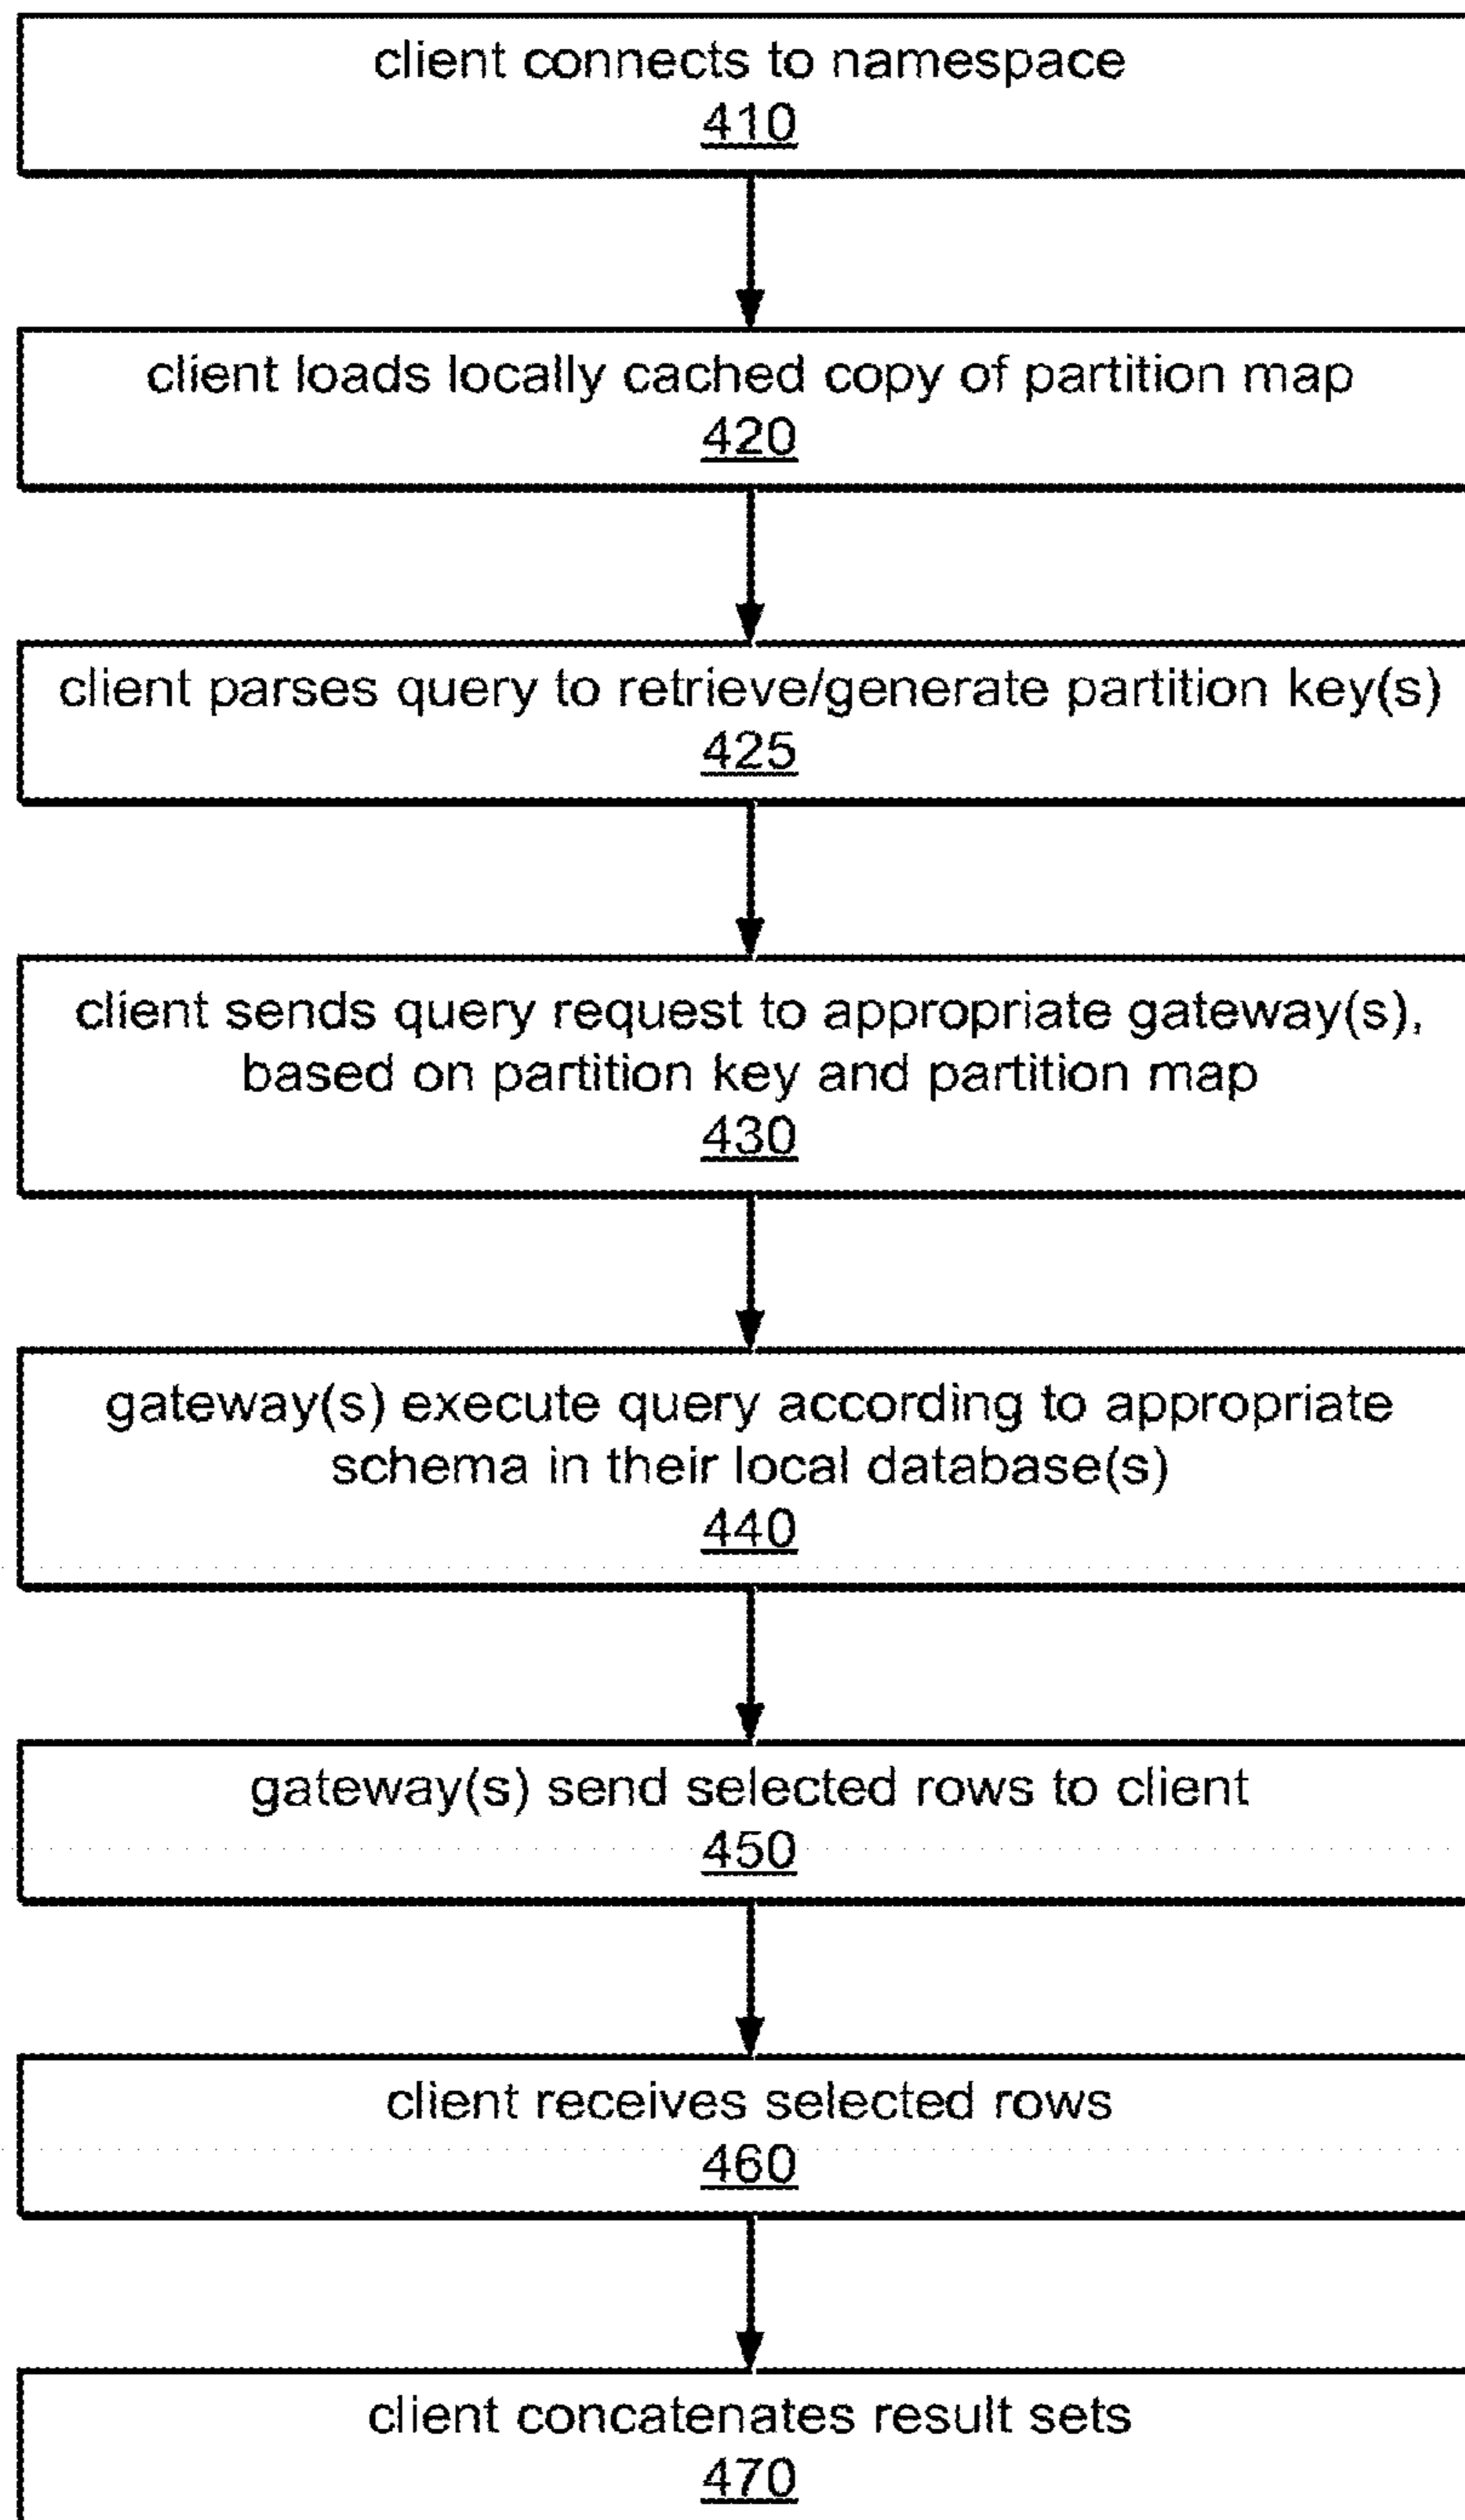 client connects to namespace
410
client loads locally cached copy of partition map
420
client parses query to retrieve/generate partition key(s)
425
client sends query request to appropriate gateway(s),
based on partition key and partition map
430
gateway(s) execute query according to appropriate
schema in their local database(s)
440
gateway(s) send selected rows to client
450
client receives selected rows
460
client concatenates result sets
470